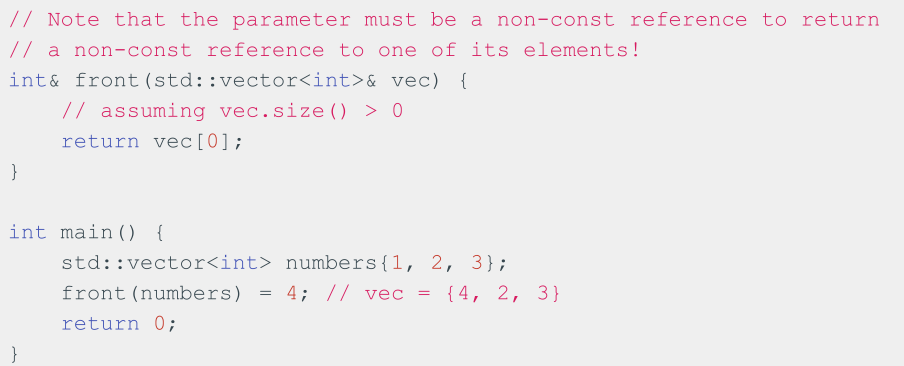 // Note that the parameter must be a non-const reference to return
// a non-const reference to one of its elements!
int& front(std::vector<int>& vec) {
    // assuming vec.size() > 0
    return vec[0];
}

int main() {
    std::vector<int> numbers{1, 2, 3};
    front(numbers) = 4; // vec = {4, 2, 3}
    return 0;
}